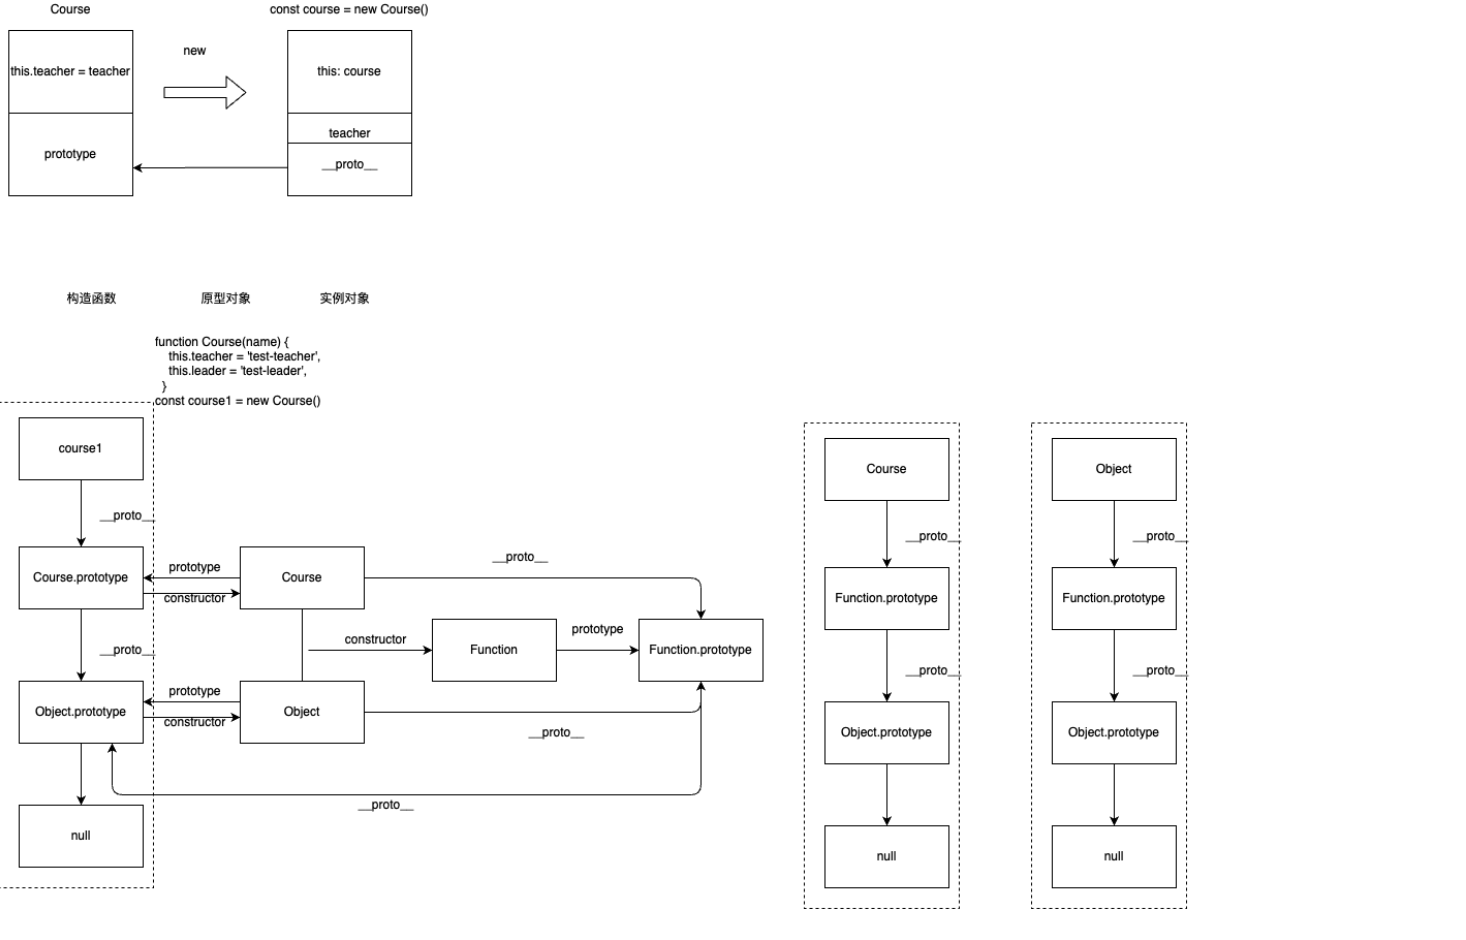 Course
const course = new Course()
this.teacher = teacher
new
this: course
teacher
prototype
__proto__
构造函数
原型对象
实例对象
function Course(name) {
this.teacher = 'test-teacher',
this.leader = 'test-leader',
}
const course1 = new Course()
course1
__proto__
Course.prototype
prototype
constructor
Course
__proto__
__proto__
constructor
Function
prototype
Function.prototype
Object.prototype
prototype
constructor
Object
__proto__
__proto__
null
Course
__proto__
Function.prototype
__proto__
Object.prototype
null
Object
__proto__
Function.prototype
__proto__
Object.prototype
null